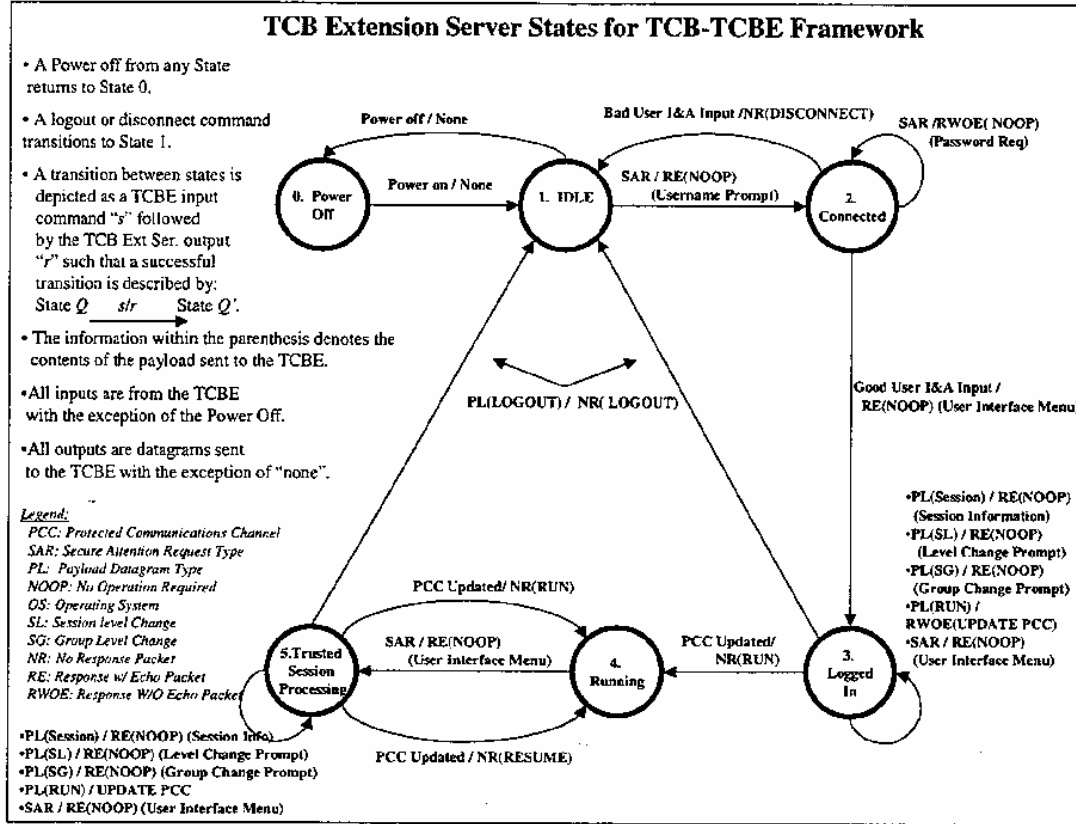 TCB Extension Server States for TCB-TCBE Framework
• A Power off from any State
returns to State 0.
• A logout or disconnect command
transitions to State 1.
• A transition between states is
depicted as a TCBE input
command “s” followed
by the TCB Ext Ser. output
“r” such that a successful
transition is described by:
State Q s/r State Q’.
• The information within the parenthesis denotes the
contents of the payload sent to the TCBE.
•All inputs are from the TCBE
with the exception of the Power Off.
•All outputs are datagrams sent
to the TCBE with the exception of “none”.
Legend:
PCC: Protected Communications Channel
SAR: Secure Attention Request Type
PL: Payload Datagram Type
NOOP: No Operation Required
OS: Operating System
SL: Session level Change
SG: Group Level Change
NR: No Response Packet
RE: Response w/ Echo Packet
RWOE: Response W/O Echo Packet
Power off / None
Power on / None
0. Power
Off
1. IDLE
Bad User I&A Input /NR(DISCONNECT)
SAR / RE(NOOP)
(Username Prompt)
SAR /RWOE( NOOP)
(Password Req)
2.
Connected
PL(LOGOUT) / NR( LOGOUT)
Good User I&A Input /
RE(NOOP) (User Interface Menu)
•PL(Session) / RE(NOOP)
(Session Information)
•PL(SL) / RE(NOOP)
(Level Change Prompt)
•PL(SG) / RE(NOOP)
(Group Change Prompt)
•PL(RUN) /
RWOE(UPDATE PCC)
•SAR / RE(NOOP)
(User Interface Menu)
3.
Logged
In
PCC Updated/
NR(RUN)
4.
Running
PCC Updated/ NR(RUN)
SAR / RE(NOOP)
(User Interface Menu)
PCC Updated / NR(RESUME)
5.Trusted
Session
Processing
•PL(Session) / RE(NOOP) (Session Info)
•PL(SL) / RE(NOOP) (Level Change Prompt)
•PL(SG) / RE(NOOP) (Group Change Prompt)
•PL(RUN) / UPDATE PCC
•SAR / RE(NOOP) (User Interface Menu)